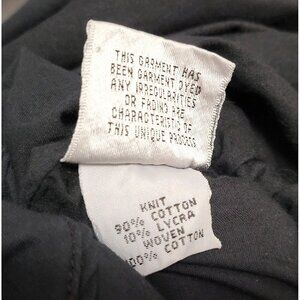 THIS GARMENT HAS
BEEN GARMENT DYED
ANY IRREGULARITIES
OR FADING ARE
CHARACTERISTIC OF
THIS UNIQUE PROCESS
KNIT
90% COTTON
10% LYCRA
WOVEN
100% COTTON